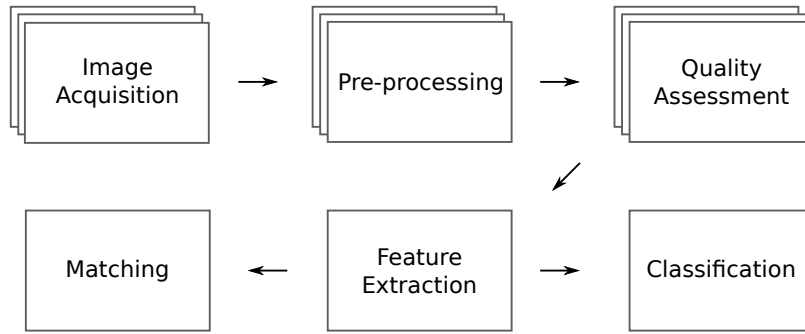 Image
Acquisition
Pre-processing
Quality
Assessment
Matching
Feature
Extraction
Classification